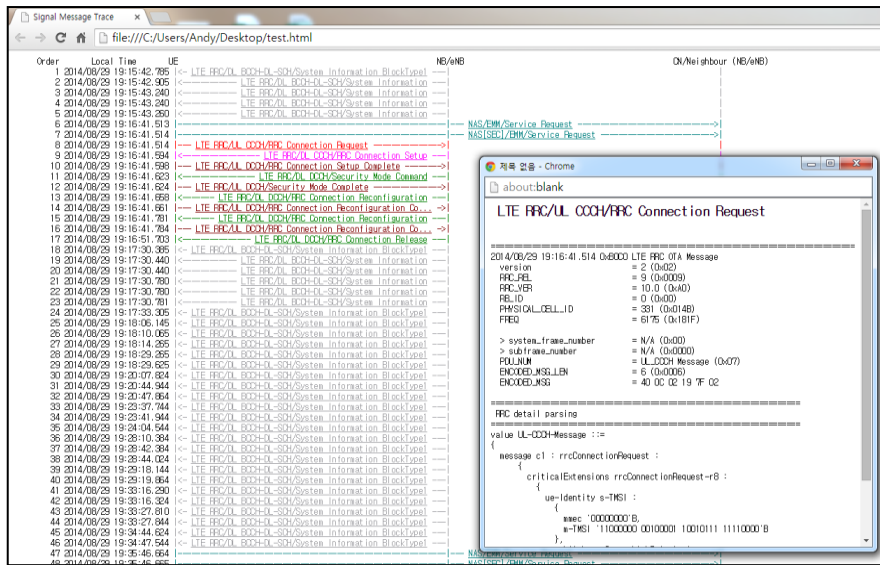 Signal Message Trace
file:///C:/Users/Andy/Desktop/test.html
Order Local Time UE NB/eNB CN/Neighbour (NB/eNB)
1 2014/08/29 19:15:42.785 |<- LTE RRC/DL BCCH-DL-SCH/System Information BlockType1 ---|
2 2014/08/29 19:15:42.905 |<--------- LTE RRC/DL BCCH-DL-SCH/System Information ---|
3 2014/08/29 19:15:43.240 |<--------- LTE RRC/DL BCCH-DL-SCH/System Information ---|
4 2014/08/29 19:15:43.240 |<--------- LTE RRC/DL BCCH-DL-SCH/System Information ---|
5 2014/08/29 19:15:43.260 |<--------- LTE RRC/DL BCCH-DL-SCH/System Information ---|
6 2014/08/29 19:16:41.513 |--- NAS/EMM/Service Request --->|
7 2014/08/29 19:16:41.514 |--- NAS[SEC]/EMM/Service Request --->|
8 2014/08/29 19:16:41.514 |--- LTE RRC/UL CCCH/RRC Connection Request ------->|
9 2014/08/29 19:16:41.594 |<--------- LTE RRC/DL CCCH/RRC Connection Setup ---|
10 2014/08/29 19:16:41.598 |--- LTE RRC/UL DCCH/RRC Connection Setup Complete ------->|
11 2014/08/29 19:16:41.623 |<--------- LTE RRC/DL DCCH/Security Mode Command ---|
12 2014/08/29 19:16:41.624 |--- LTE RRC/UL DCCH/Security Mode Complete ------->|
13 2014/08/29 19:16:41.658 |<------- LTE RRC/DL DCCH/RRC Connection Reconfiguration ---|
14 2014/08/29 19:16:41.661 |--- LTE RRC/UL DCCH/RRC Connection Reconfiguration Co... ->|
15 2014/08/29 19:16:41.781 |<------- LTE RRC/DL DCCH/RRC Connection Reconfiguration ---|
16 2014/08/29 19:16:41.784 |--- LTE RRC/UL DCCH/RRC Connection Reconfiguration Co... ->|
17 2014/08/29 19:16:51.703 |<--------- LTE RRC/DL DCCH/RRC Connection Release ---|
18 2014/08/29 19:17:30.365 |<- LTE RRC/DL BCCH-DL-SCH/System Information BlockType1 ---|
19 2014/08/29 19:17:30.440 |<--------- LTE RRC/DL BCCH-DL-SCH/System Information ---|
20 2014/08/29 19:17:30.440 |<--------- LTE RRC/DL BCCH-DL-SCH/System Information ---|
21 2014/08/29 19:17:30.780 |<--------- LTE RRC/DL BCCH-DL-SCH/System Information ---|
22 2014/08/29 19:17:30.780 |<--------- LTE RRC/DL BCCH-DL-SCH/System Information ---|
23 2014/08/29 19:17:30.781 |<--------- LTE RRC/DL BCCH-DL-SCH/System Information ---|
24 2014/08/29 19:17:33.305 |<- LTE RRC/DL BCCH-DL-SCH/System Information BlockType1 ---|
25 2014/08/29 19:18:06.145 |<- LTE RRC/DL BCCH-DL-SCH/System Information BlockType1 ---|
26 2014/08/29 19:18:10.065 |<- LTE RRC/DL BCCH-DL-SCH/System Information BlockType1 ---|
27 2014/08/29 19:18:14.265 |<- LTE RRC/DL BCCH-DL-SCH/System Information BlockType1 ---|
28 2014/08/29 19:18:29.265 |<- LTE RRC/DL BCCH-DL-SCH/System Information BlockType1 ---|
29 2014/08/29 19:18:29.625 |<- LTE RRC/DL BCCH-DL-SCH/System Information BlockType1 ---|
30 2014/08/29 19:20:07.824 |<- LTE RRC/DL BCCH-DL-SCH/System Information BlockType1 ---|
31 2014/08/29 19:20:44.944 |<- LTE RRC/DL BCCH-DL-SCH/System Information BlockType1 ---|
32 2014/08/29 19:20:47.864 |<- LTE RRC/DL BCCH-DL-SCH/System Information BlockType1 ---|
33 2014/08/29 19:23:37.744 |<- LTE RRC/DL BCCH-DL-SCH/System Information BlockType1 ---|
34 2014/08/29 19:23:41.944 |<- LTE RRC/DL BCCH-DL-SCH/System Information BlockType1 ---|
35 2014/08/29 19:24:04.544 |<- LTE RRC/DL BCCH-DL-SCH/System Information BlockType1 ---|
36 2014/08/29 19:28:10.384 |<- LTE RRC/DL BCCH-DL-SCH/System Information BlockType1 ---|
37 2014/08/29 19:28:42.384 |<- LTE RRC/DL BCCH-DL-SCH/System Information BlockType1 ---|
38 2014/08/29 19:28:44.024 |<- LTE RRC/DL BCCH-DL-SCH/System Information BlockType1 ---|
39 2014/08/29 19:29:18.144 |<- LTE RRC/DL BCCH-DL-SCH/System Information BlockType1 ---|
40 2014/08/29 19:29:19.864 |<- LTE RRC/DL BCCH-DL-SCH/System Information BlockType1 ---|
41 2014/08/29 19:33:16.290 |<- LTE RRC/DL BCCH-DL-SCH/System Information BlockType1 ---|
42 2014/08/29 19:33:16.324 |<- LTE RRC/DL BCCH-DL-SCH/System Information BlockType1 ---|
43 2014/08/29 19:33:27.810 |<- LTE RRC/DL BCCH-DL-SCH/System Information BlockType1 ---|
44 2014/08/29 19:33:27.844 |<- LTE RRC/DL BCCH-DL-SCH/System Information BlockType1 ---|
45 2014/08/29 19:34:44.624 |<- LTE RRC/DL BCCH-DL-SCH/System Information BlockType1 ---|
46 2014/08/29 19:34:47.544 |<- LTE RRC/DL BCCH-DL-SCH/System Information BlockType1 ---|
47 2014/08/29 19:35:46.664 |--- NAS/EMM/Service Request --->|
제목 없음 - Chrome
about:blank
LTE RRC/UL CCCH/RRC Connection Request
2014/08/29 19:16:41.514 0xB0C0 LTE RRC OTA Message
version = 2 (0x02)
RRC_REL = 9 (0x0009)
RRC_VER = 10.0 (0xA0)
RB_ID = 0 (0x00)
PHYSICAL_CELL_ID = 331 (0x014B)
FREQ = 6175 (0x181F)
> system_frame_number = N/A (0x00)
> subframe_number = N/A (0x0000)
PDU_NUM = UL_CCCH Message (0x07)
ENCODED_MSG_LEN = 6 (0x0006)
ENCODED_MSG = 40 0C 02 19 7F 02
RRC detail parsing
value UL-CCCH-Message ::=
{
message c1 : rrcConnectionRequest :
{
criticalExtensions rrcConnectionRequest-r8 :
{
ue-Identity s-TMSI :
{
mmec '00000000'B,
m-TMSI '11000000 00100001 10010111 11110000'B
},